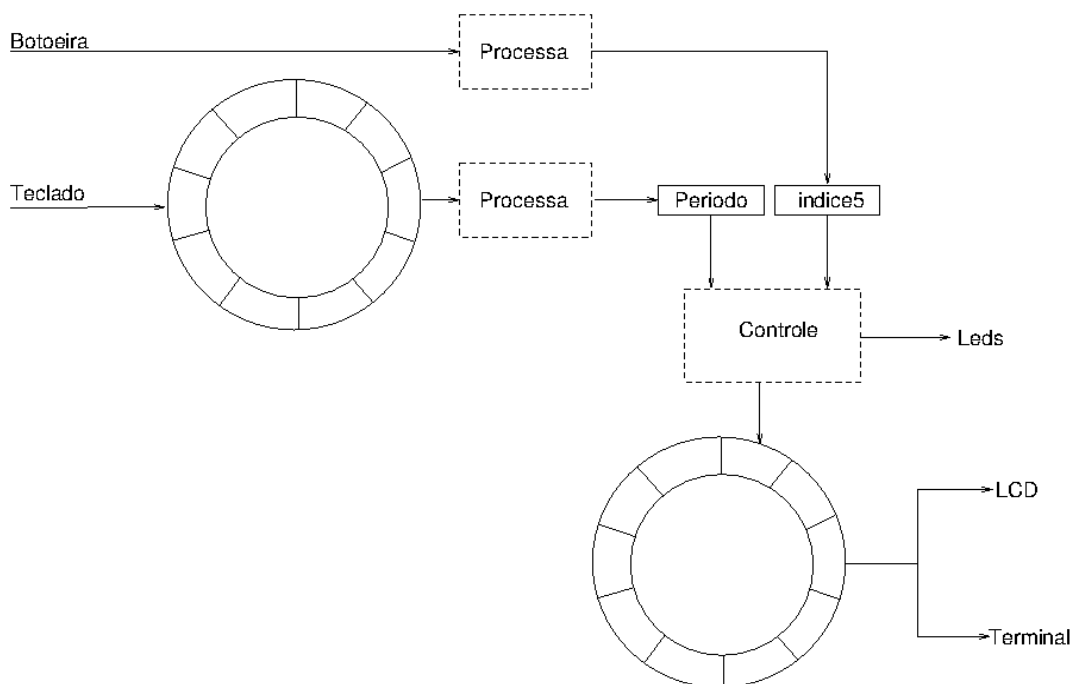 Botoeira
Processa
Teclado
Processa
Periodo
indice5
Controle
Leds
LCD
Terminal